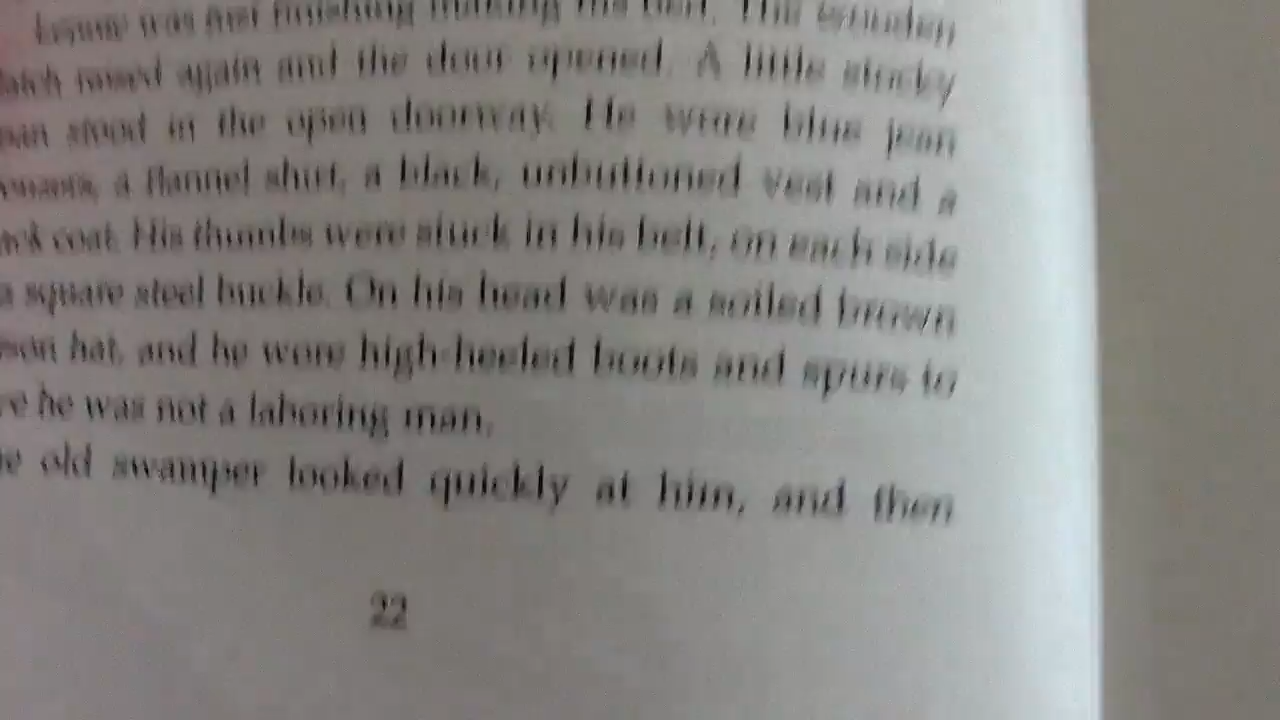 Lennie was just finishing making his bed. The wooden
latch raised again and the door opened. A little stocky
man stood in the open doorway. He wore blue jean
a flannel shirt, a black, unbuttoned vest and a
coat. His thumbs were stuck in his belt, on each side
a square steel buckle. On his head was a soiled brown
son hat, and he wore high-heeled boots and spurs to
he was not a laboring man.
old swamper looked quickly at him, and then
22